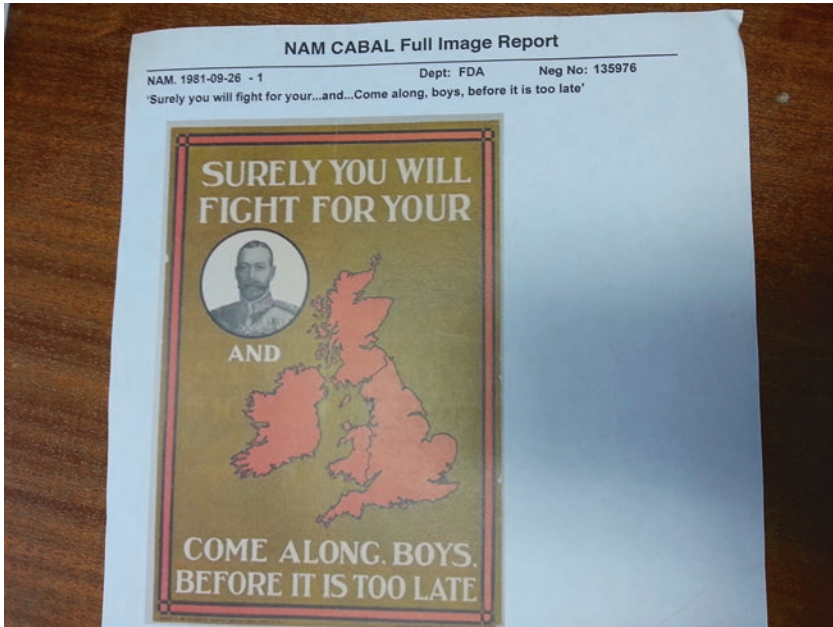 NAM CABAL Full Image Report
NAM. 1981-09-26 - 1 Dept: FDA Neg No: 135976
'Surely you will fight for your...and...Come along, boys, before it is too late'
SURELY YOU WILL
FIGHT FOR YOUR
AND
COME ALONG, BOYS,
BEFORE IT IS TOO LATE